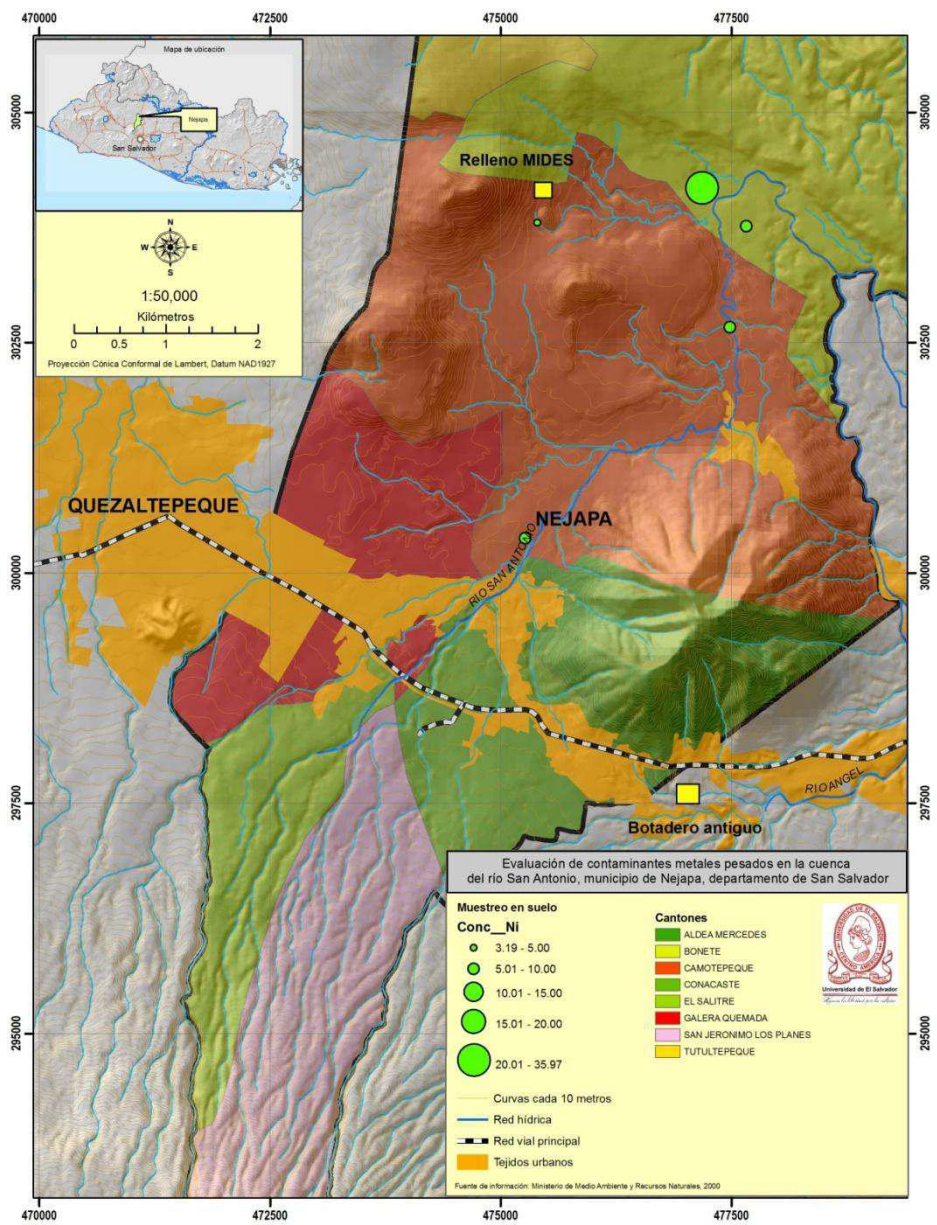 470000
472500
475000
477500
Mapa de ubicación
Nejapa
San Salvador
N
W E
S
1:50,000
Kilómetros
0 0.5 1 2
Proyección Cónica Conformal de Lambert, Datum NAD1927
305000
305000
Relleno MIDES
302500
302500
QUEZALTEPEQUE
NEJAPA
RIO SAN ANTONIO
300000
300000
297500
297500
RIO ANGEL
Botadero antiguo
Evaluación de contaminantes metales pesados en la cuenca
del río San Antonio, municipio de Nejapa, departamento de San Salvador
Muestreo en suelo
Conc__Ni
3.19 - 5.00
5.01 - 10.00
10.01 - 15.00
15.01 - 20.00
20.01 - 35.97
Curvas cada 10 metros
Red hídrica
Red vial principal
Tejidos urbanos
Cantones
ALDEA MERCEDES
BONETE
CAMOTEPEQUE
CONACASTE
EL SALITRE
GALERA QUEMADA
SAN JERONIMO LOS PLANES
TUTULTEPEQUE
UNIVERSIDAD DE EL SALVADOR
CENTRO AMERICA
Universidad de El Salvador
Fuente de información: Ministerio de Medio Ambiente y Recursos Naturales, 2000
295000
295000
470000
472500
475000
477500